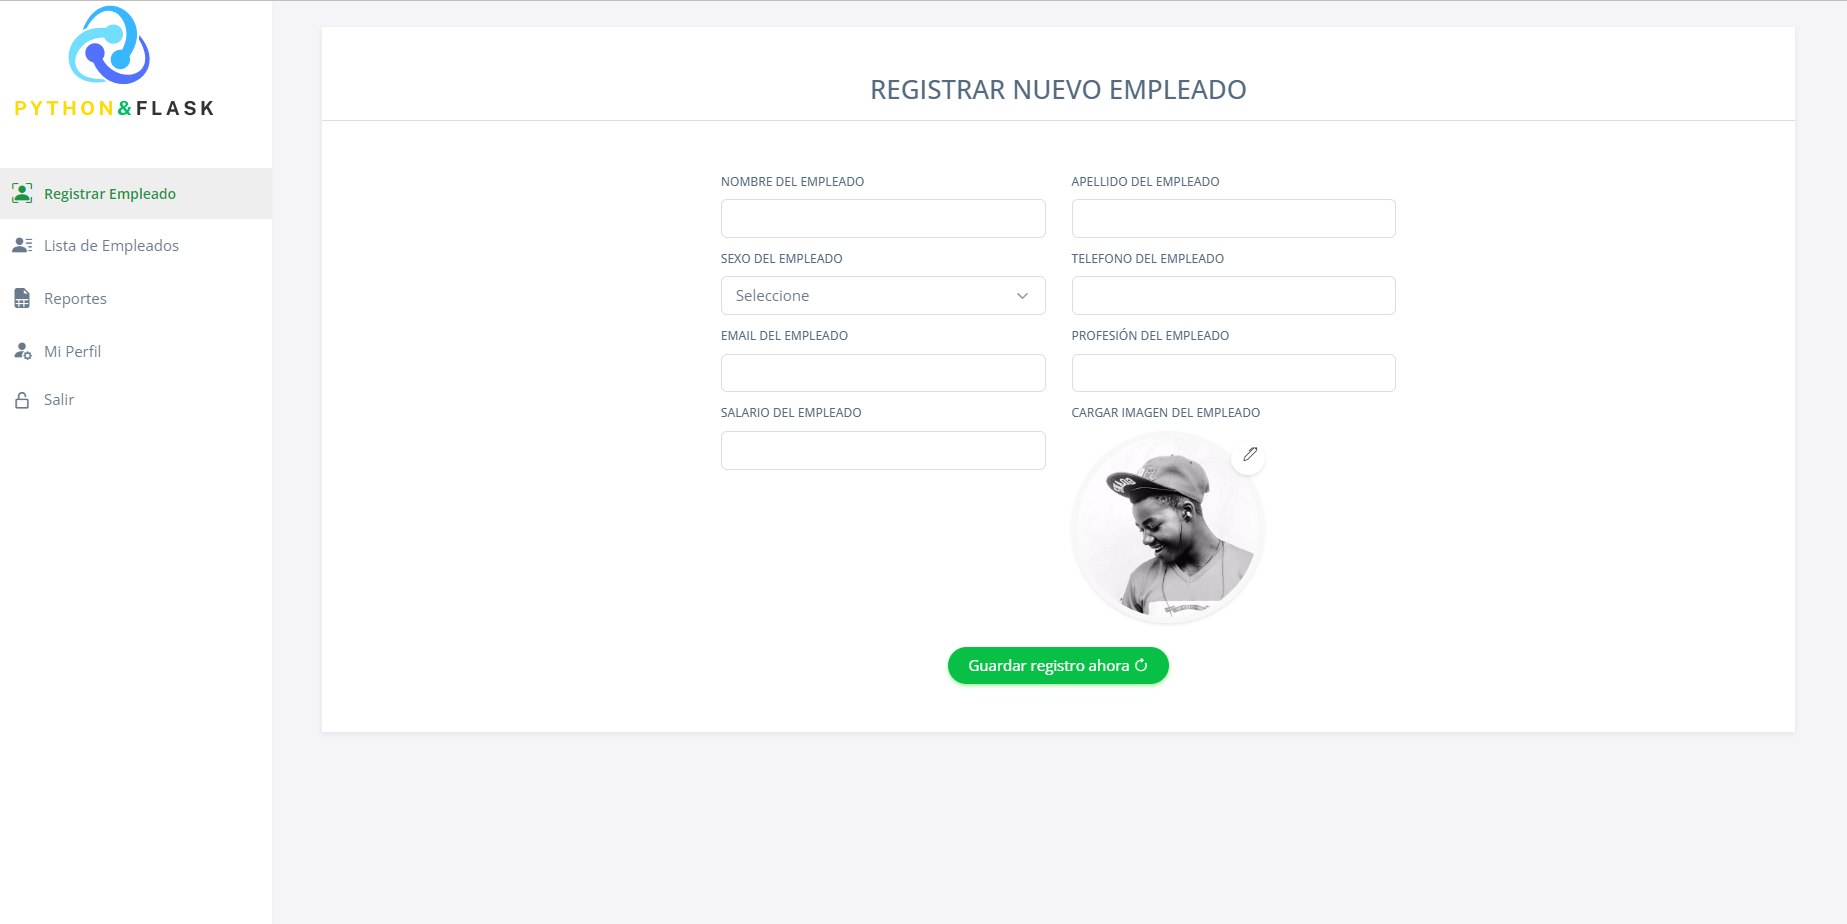 PYTHON&FLASK
Registrar Empleado
Lista de Empleados
Reportes
Mi Perfil
Salir
REGISTRAR NUEVO EMPLEADO
NOMBRE DEL EMPLEADO
APELLIDO DEL EMPLEADO
SEXO DEL EMPLEADO
Seleccione
TELEFONO DEL EMPLEADO
EMAIL DEL EMPLEADO
PROFESIÓN DEL EMPLEADO
SALARIO DEL EMPLEADO
CARGAR IMAGEN DEL EMPLEADO
Guardar registro ahora